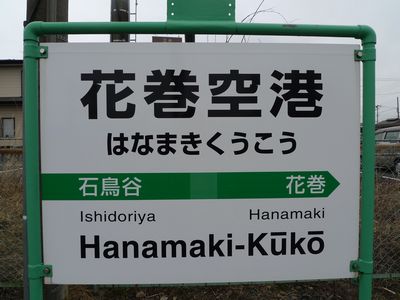 花巻空港
はなまきくうこう
石鳥谷 花巻
Ishidoriya Hanamaki
Hanamaki-Kūkō